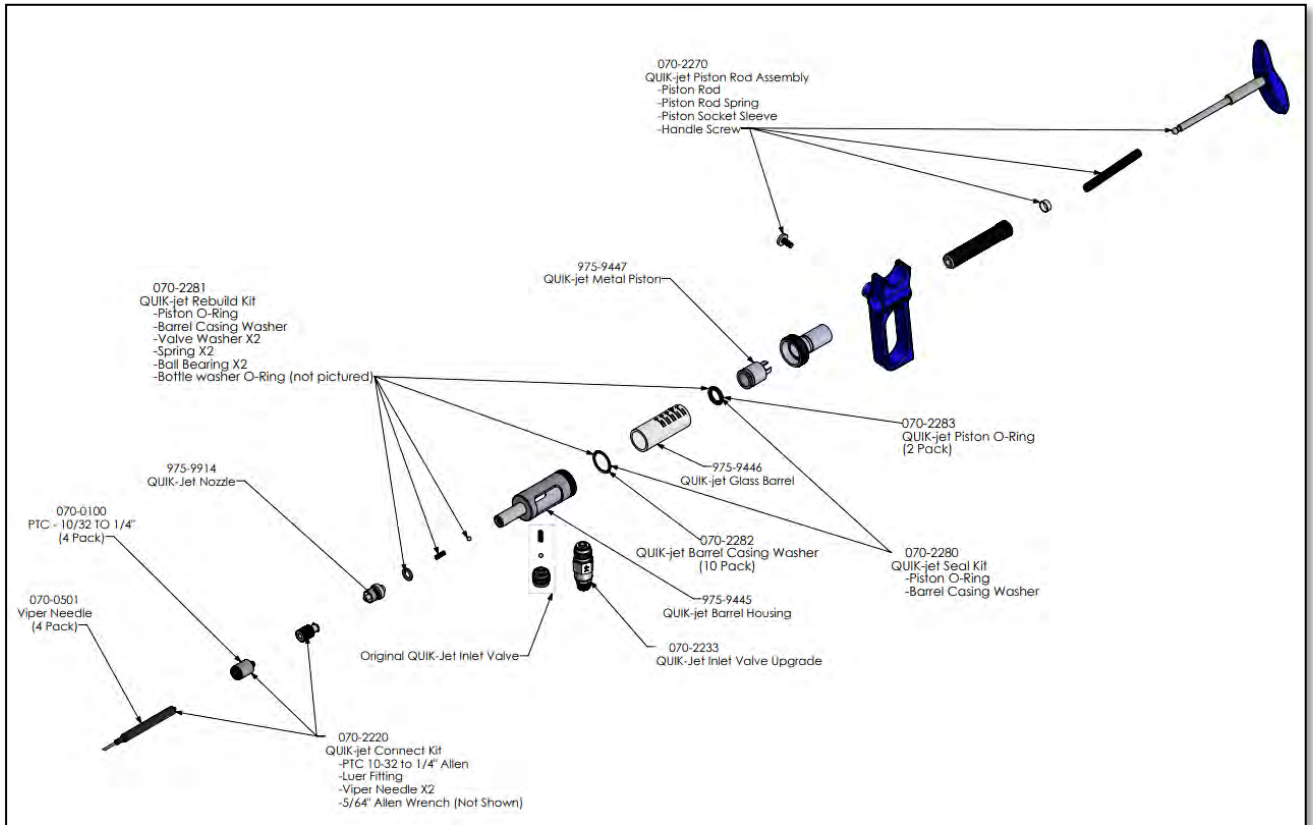 070-2270
QUIK-jet Piston Rod Assembly
-Piston Rod
-Piston Rod Spring
-Piston Socket Sleeve
-Handle Screw
975-9447
QUIK-jet Metal Piston
070-2281
QUIK-jet Rebuild Kit
-Piston O-Ring
-Barrel Casing Washer
-Valve Washer X2
-Spring X2
-Ball Bearing X2
-Bottle washer O-Ring (not pictured)
070-2283
QUIK-jet Piston O-Ring
(2 Pack)
975-9446
QUIK-jet Glass Barrel
975-9914
QUIK-Jet Nozzle
070-0100
PTC - 10/32 TO 1/4"
(4 Pack)
070-2282
QUIK-jet Barrel Casing Washer
(10 Pack)
070-2280
QUIK-jet Seal Kit
-Piston O-Ring
-Barrel Casing Washer
070-0501
Viper Needle
(4 Pack)
975-9445
QUIK-jet Barrel Housing
Original QUIK-Jet Inlet Valve
070-2233
QUIK-Jet Inlet Valve Upgrade
070-2220
QUIK-jet Connect Kit
-PTC 10-32 to 1/4" Allen
-Luer Fitting
-Viper Needle X2
-5/64" Allen Wrench (Not Shown)